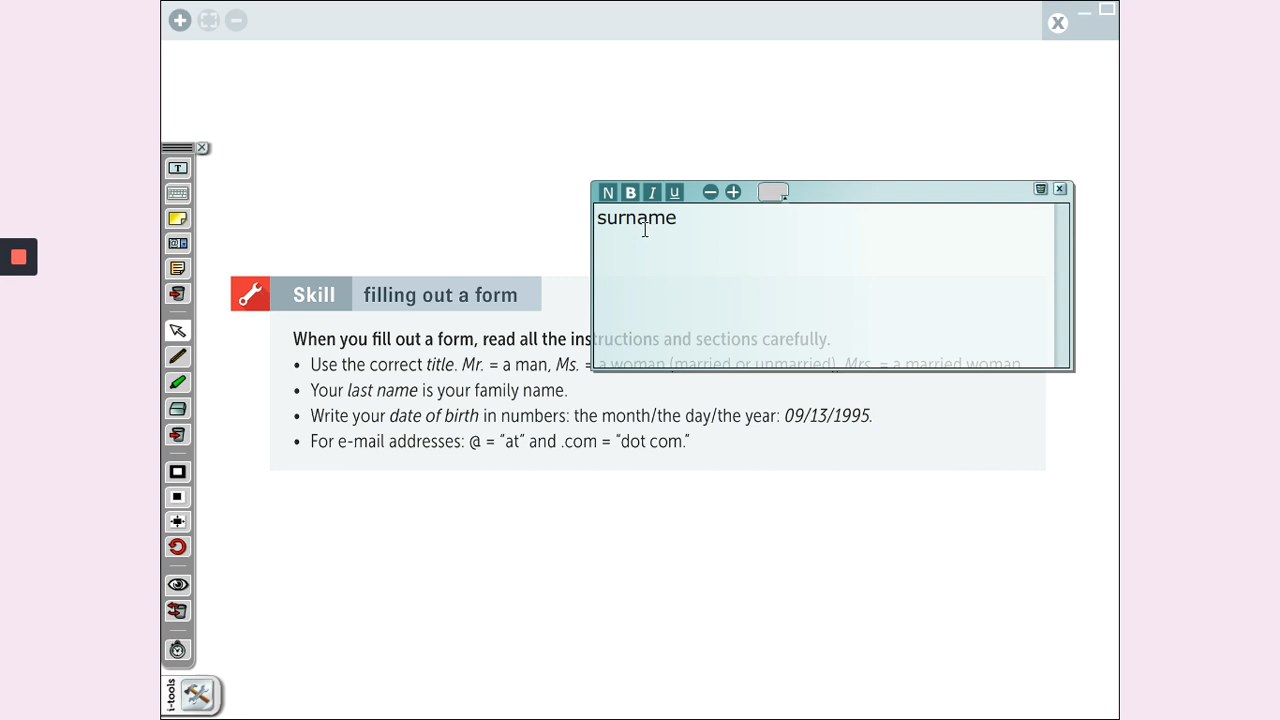 N B I U
surname
Skill filling out a form
When you fill out a form, read all the instructions and sections carefully.
• Use the correct title. Mr. = a man, Ms. = a woman (married or unmarried), Mrs. = a married woman.
• Your last name is your family name.
• Write your date of birth in numbers: the month/the day/the year: 09/13/1995.
• For e-mail addresses: @ = “at” and .com = “dot com.”
i-tools